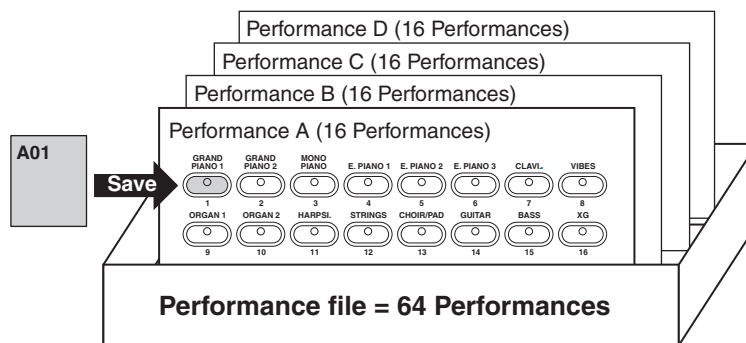 Performance D (16 Performances)
Performance C (16 Performances)
Performance B (16 Performances)
Performance A (16 Performances)
A01
Save
GRAND PIANO 1 GRAND PIANO 2 MONO PIANO E. PIANO 1 E. PIANO 2 E. PIANO 3 CLAVI. VIBES
1 2 3 4 5 6 7 8
ORGAN 1 ORGAN 2 HARPSI. STRINGS CHOIR/PAD GUITAR BASS XG
9 10 11 12 13 14 15 16
Performance file = 64 Performances